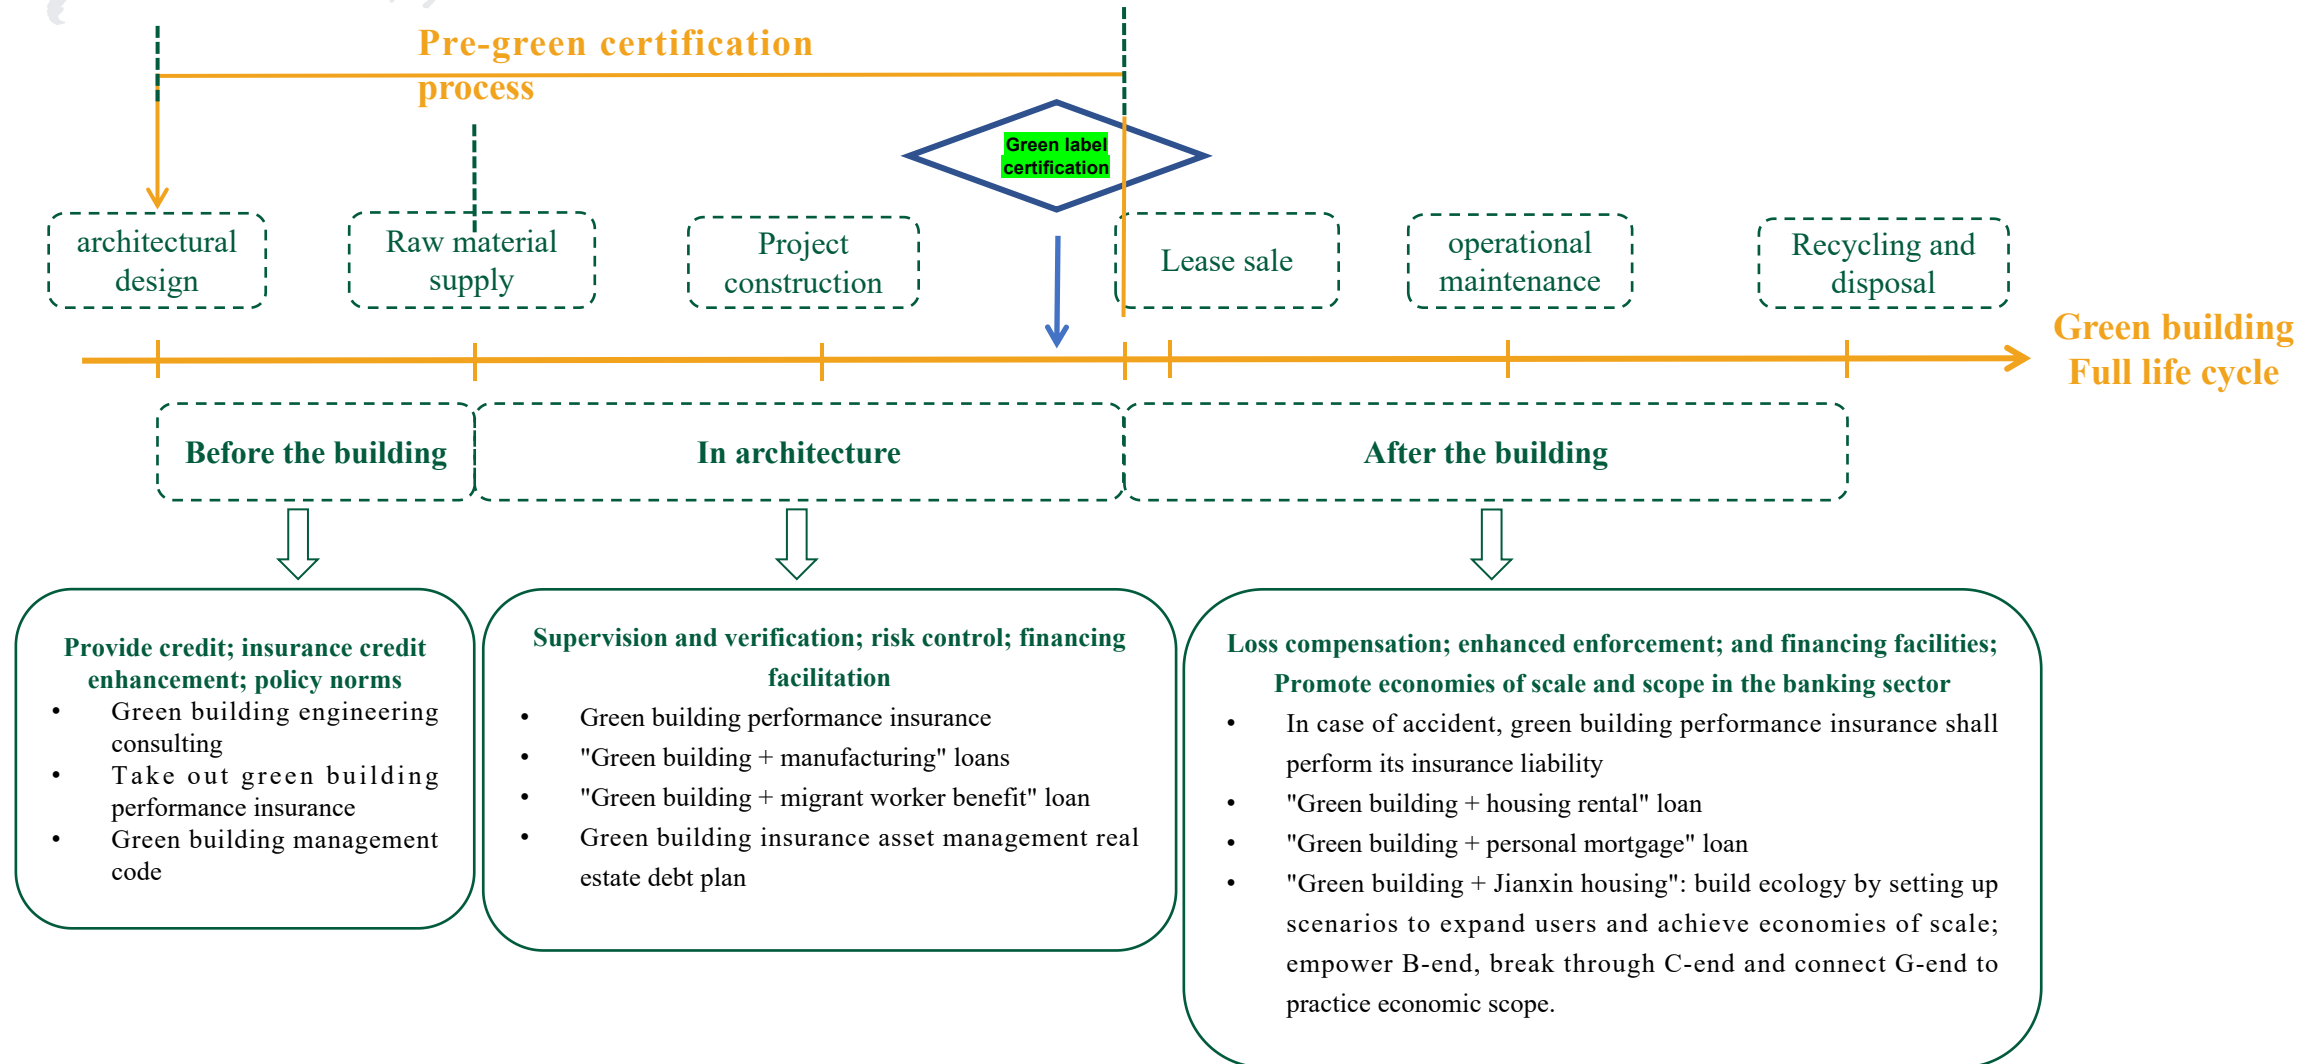 Pre-green certification
process
Green label
certification
architectural
design
Raw material
supply
Project
construction
Lease sale
operational
maintenance
Recycling and
disposal
Green building
Full life cycle
Before the building
In architecture
After the building
Provide credit; insurance credit
enhancement; policy norms
• Green building engineering
consulting
• Take out green building
performance insurance
• Green building management
code
Supervision and verification; risk control; financing
facilitation
• Green building performance insurance
• "Green building + manufacturing" loans
• "Green building + migrant worker benefit" loan
• Green building insurance asset management real
estate debt plan
Loss compensation; enhanced enforcement; and financing facilities;
Promote economies of scale and scope in the banking sector
• In case of accident, green building performance insurance shall
perform its insurance liability
• "Green building + housing rental" loan
• "Green building + personal mortgage" loan
• "Green building + Jianxin housing": build ecology by setting up
scenarios to expand users and achieve economies of scale;
empower B-end, break through C-end and connect G-end to
practice economic scope.